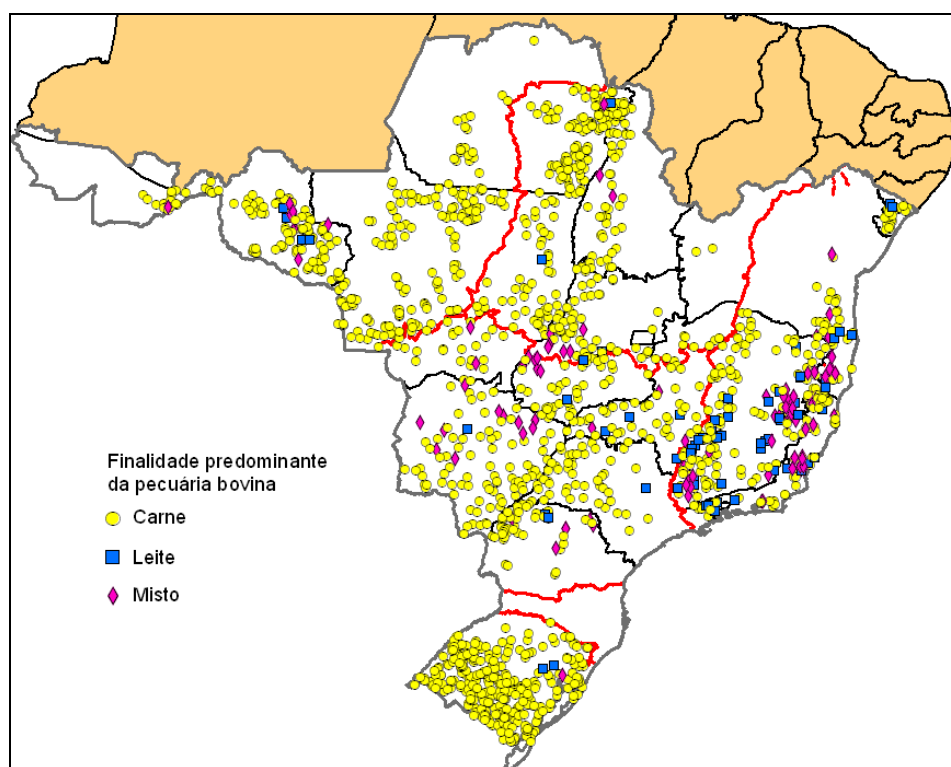 Finalidade predominante
da pecuária bovina
Carne
Leite
Misto